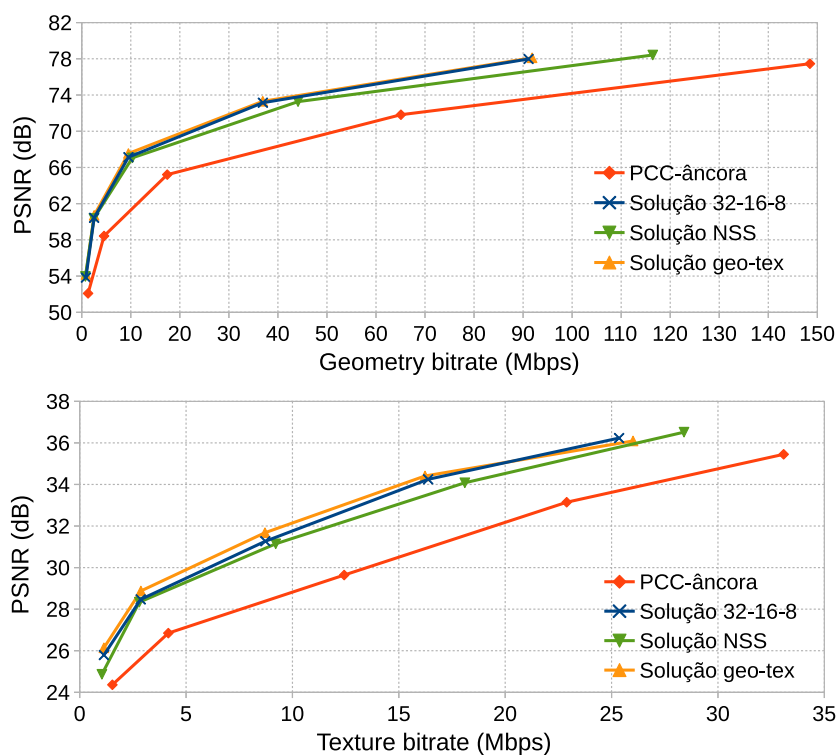 82
78
74
70
66
62
58
54
50
PSNR (dB)
PCC-âncora
Solução 32-16-8
Solução NSS
Solução geo-tex
0 10 20 30 40 50 60 70 80 90 100 110 120 130 140 150
Geometry bitrate (Mbps)
38
36
34
32
30
28
26
24
PSNR (dB)
PCC-âncora
Solução 32-16-8
Solução NSS
Solução geo-tex
0 5 10 15 20 25 30 35
Texture bitrate (Mbps)